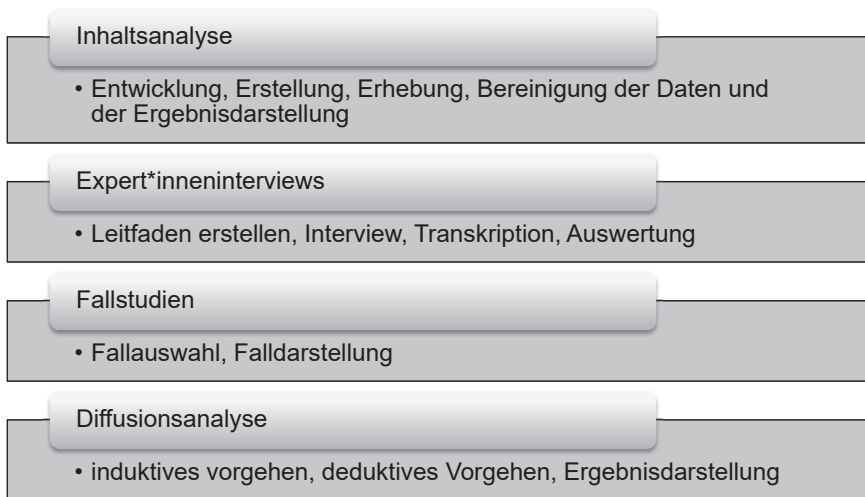 Inhaltsanalyse
• Entwicklung, Erstellung, Erhebung, Bereinigung der Daten und
der Ergebnisdarstellung
Expert*inneninterviews
• Leitfaden erstellen, Interview, Transkription, Auswertung
Fallstudien
• Fallauswahl, Falldarstellung
Diffusionsanalyse
• induktives vorgehen, deduktives Vorgehen, Ergebnisdarstellung